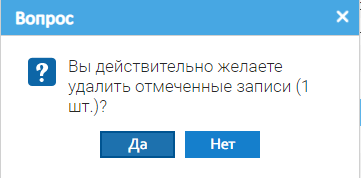 Вопрос
Вы действительно желаете
удалить отмеченные записи (1
шт.)?
Да Нет